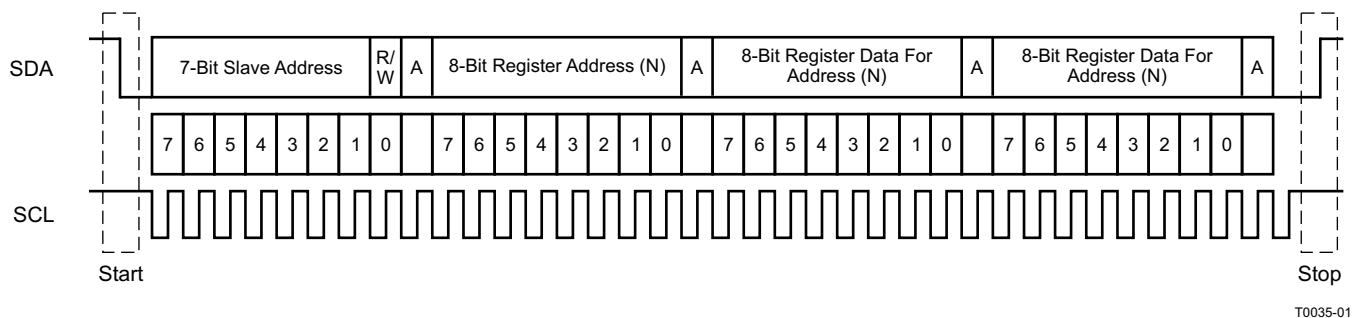 SDA
7-Bit Slave Address
R/
W
A
8-Bit Register Address (N)
A
8-Bit Register Data For
Address (N)
A
8-Bit Register Data For
Address (N)
A
7 6 5 4 3 2 1 0 7 6 5 4 3 2 1 0 7 6 5 4 3 2 1 0 7 6 5 4 3 2 1 0
SCL
Start
Stop
T0035-01